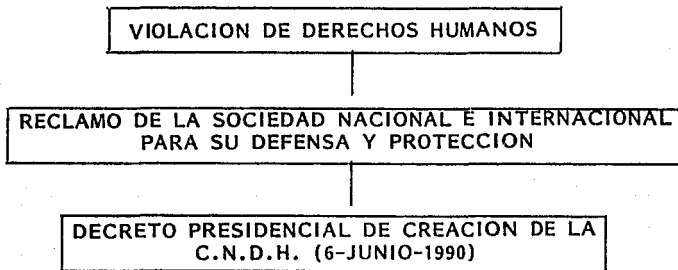 VIOLACION DE DERECHOS HUMANOS
RECLAMO DE LA SOCIEDAD NACIONAL E INTERNACIONAL
PARA SU DEFENSA Y PROTECCION
DECRETO PRESIDENCIAL DE CREACION DE LA
C.N.D.H. (6-JUNIO-1990)